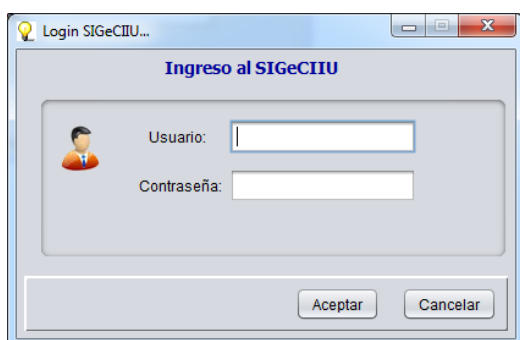 Login SIGeCIIU...
Ingreso al SIGeCIIU
Usuario:
Contraseña:
Aceptar Cancelar